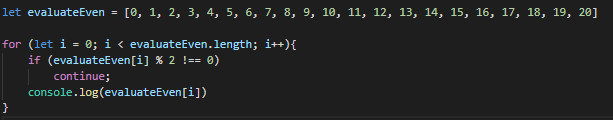 let evaluateEven = [0, 1, 2, 3, 4, 5, 6, 7, 8, 9, 10, 11, 12, 13, 14, 15, 16, 17, 18, 19, 20]
for (let i = 0; i < evaluateEven.length; i++){
    if (evaluateEven[i] % 2 !== 0)
        continue;
    console.log(evaluateEven[i])
}